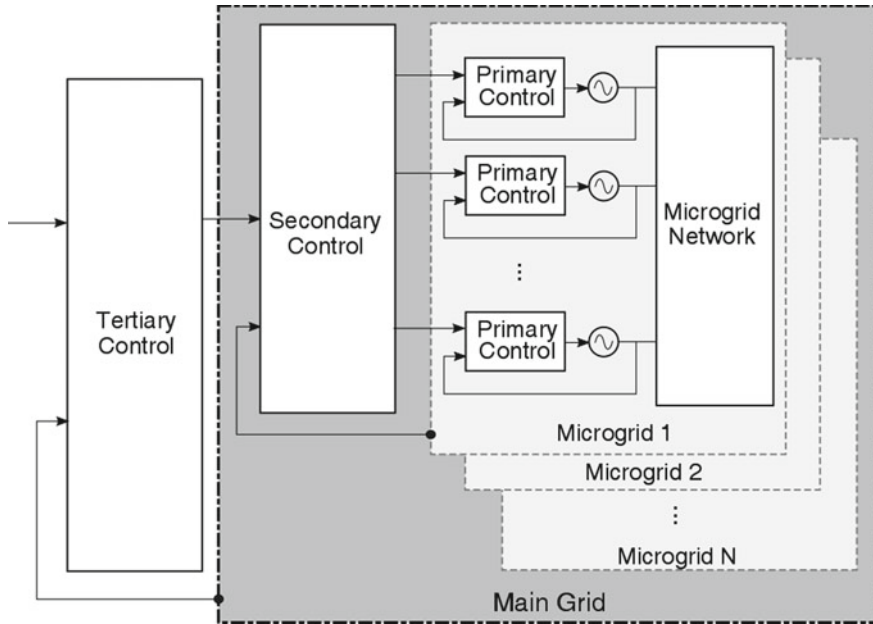 Tertiary
Control
Secondary
Control
Primary
Control
Primary
Control
...
Primary
Control
Microgrid
Network
Microgrid 1
Microgrid 2
...
Microgrid N
Main Grid